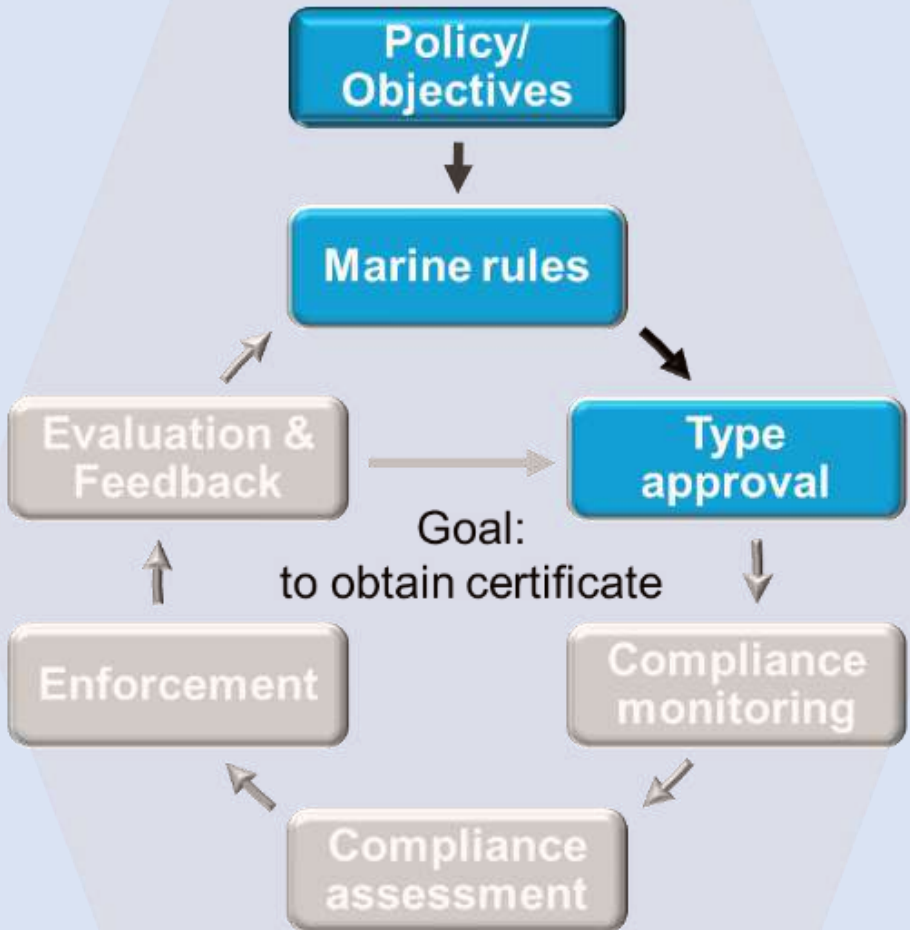 Policy/
Objectives
Marine rules
Evaluation &
Feedback
Type
approval
Goal:
to obtain certificate
Enforcement
Compliance
monitoring
Compliance
assessment